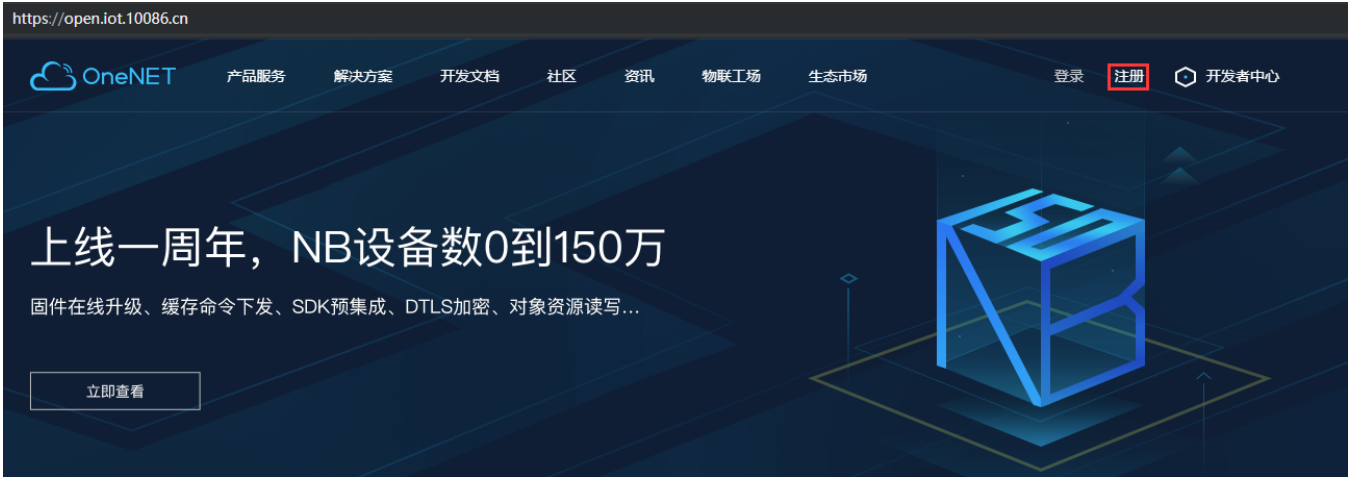 https://open.iot.10086.cn
OneNET 产品服务 解决方案 开发文档 社区 资讯 物联工场 生态市场 登录 注册 开发者中心
上线一周年，NB设备数0到150万
固件在线升级、缓存命令下发、SDK预集成、DTLS加密、对象资源读写...
立即查看